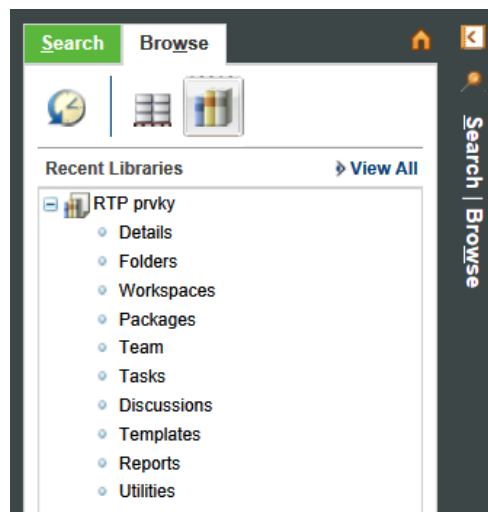 Search Browse
Recent Libraries View All
RTP prvky
Details
Folders
Workspaces
Packages
Team
Tasks
Discussions
Templates
Reports
Utilities
Search | Browse